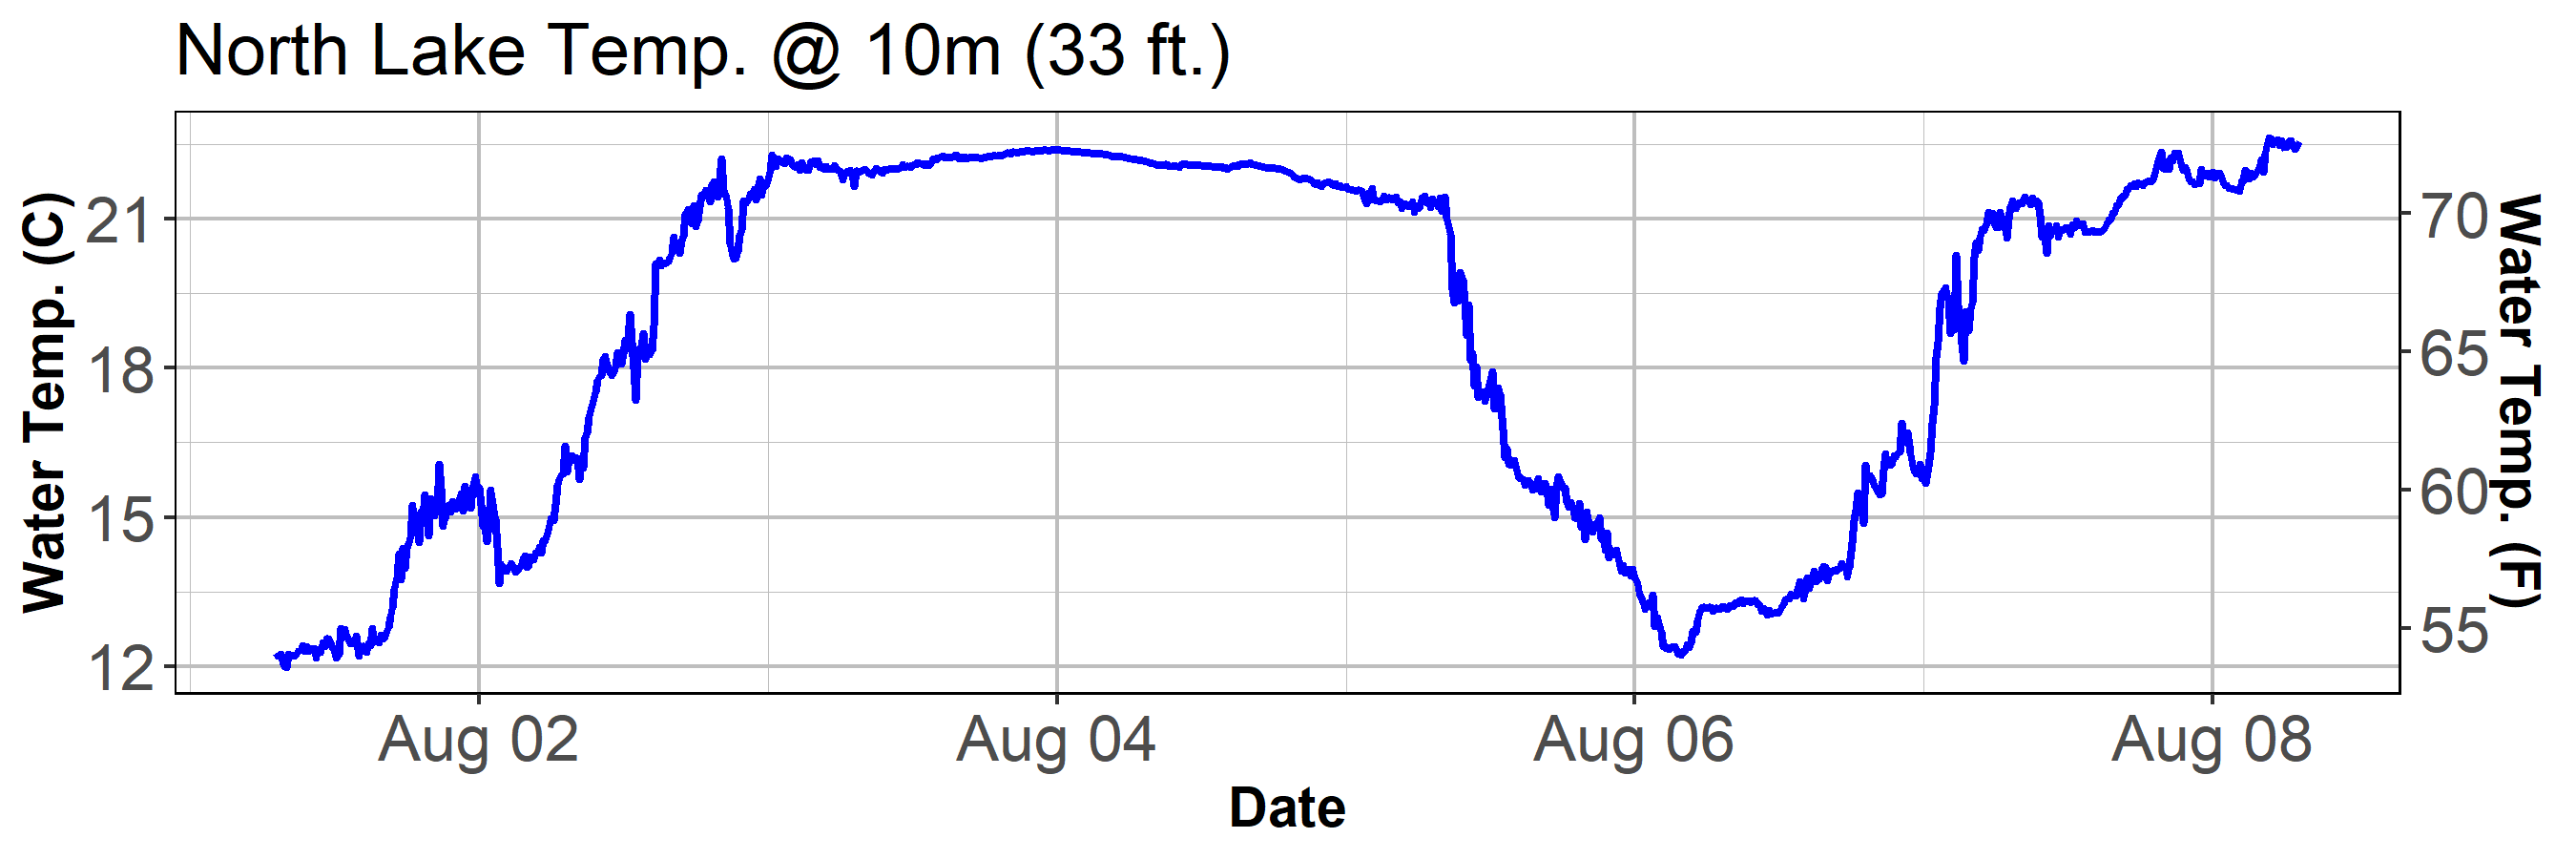 North Lake Temp. @ 10m (33 ft.)
Water Temp. (C)
21
18
15
12
70
65
60
55
Water Temp. (F)
Aug 02
Aug 04
Aug 06
Aug 08
Date